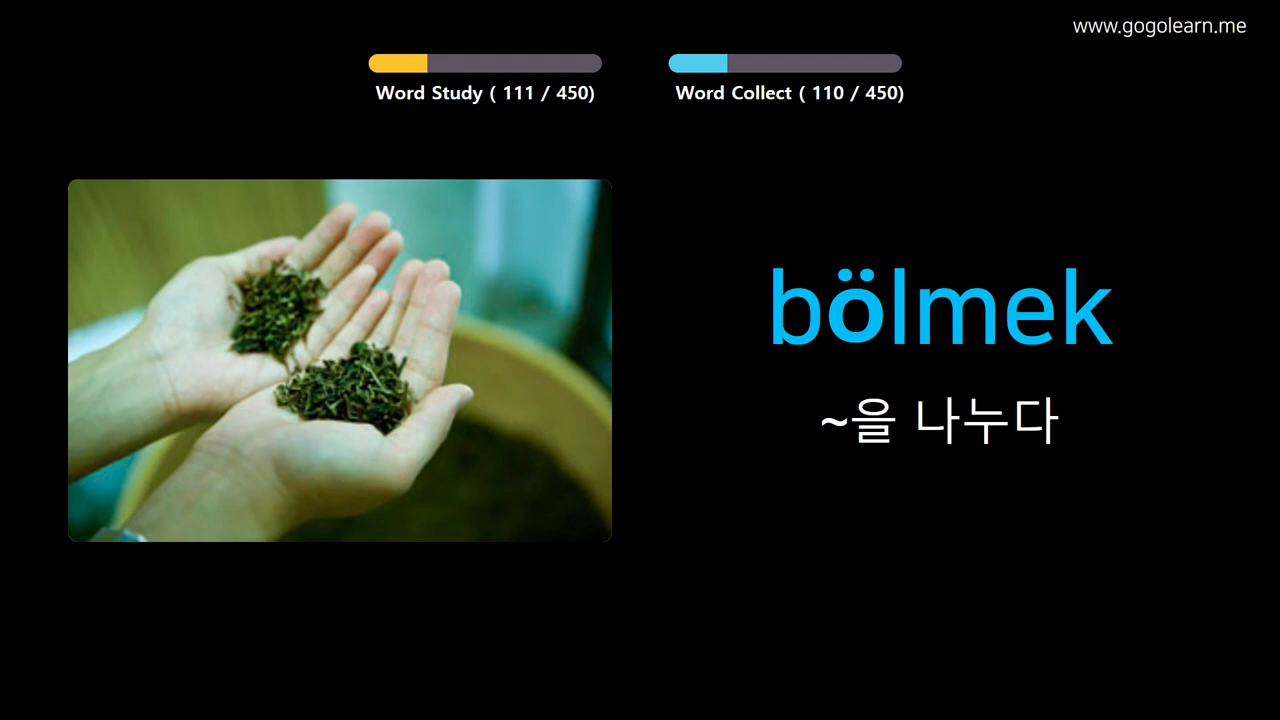 www.gogolearn.me
Word Study ( 111 / 450)
Word Collect ( 110 / 450)
bölmek
~을 나누다